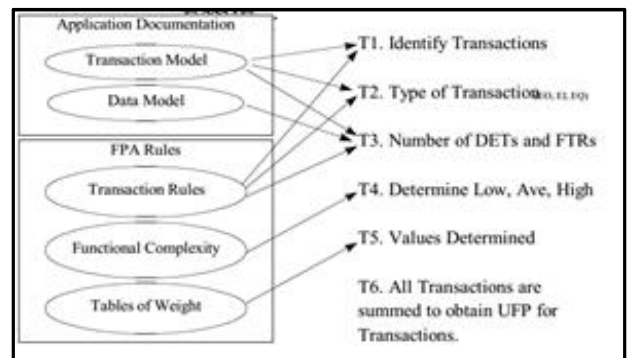 Application Documentation
Transaction Model
Data Model
FPA Rules
Transaction Rules
Functional Complexity
Tables of Weight
T1. Identify Transactions
T2. Type of Transaction
T3. Number of DETs and FTRs
T4. Determine Low, Ave, High
T5. Values Determined
T6. All Transactions are
summed to obtain UFP for
Transactions.